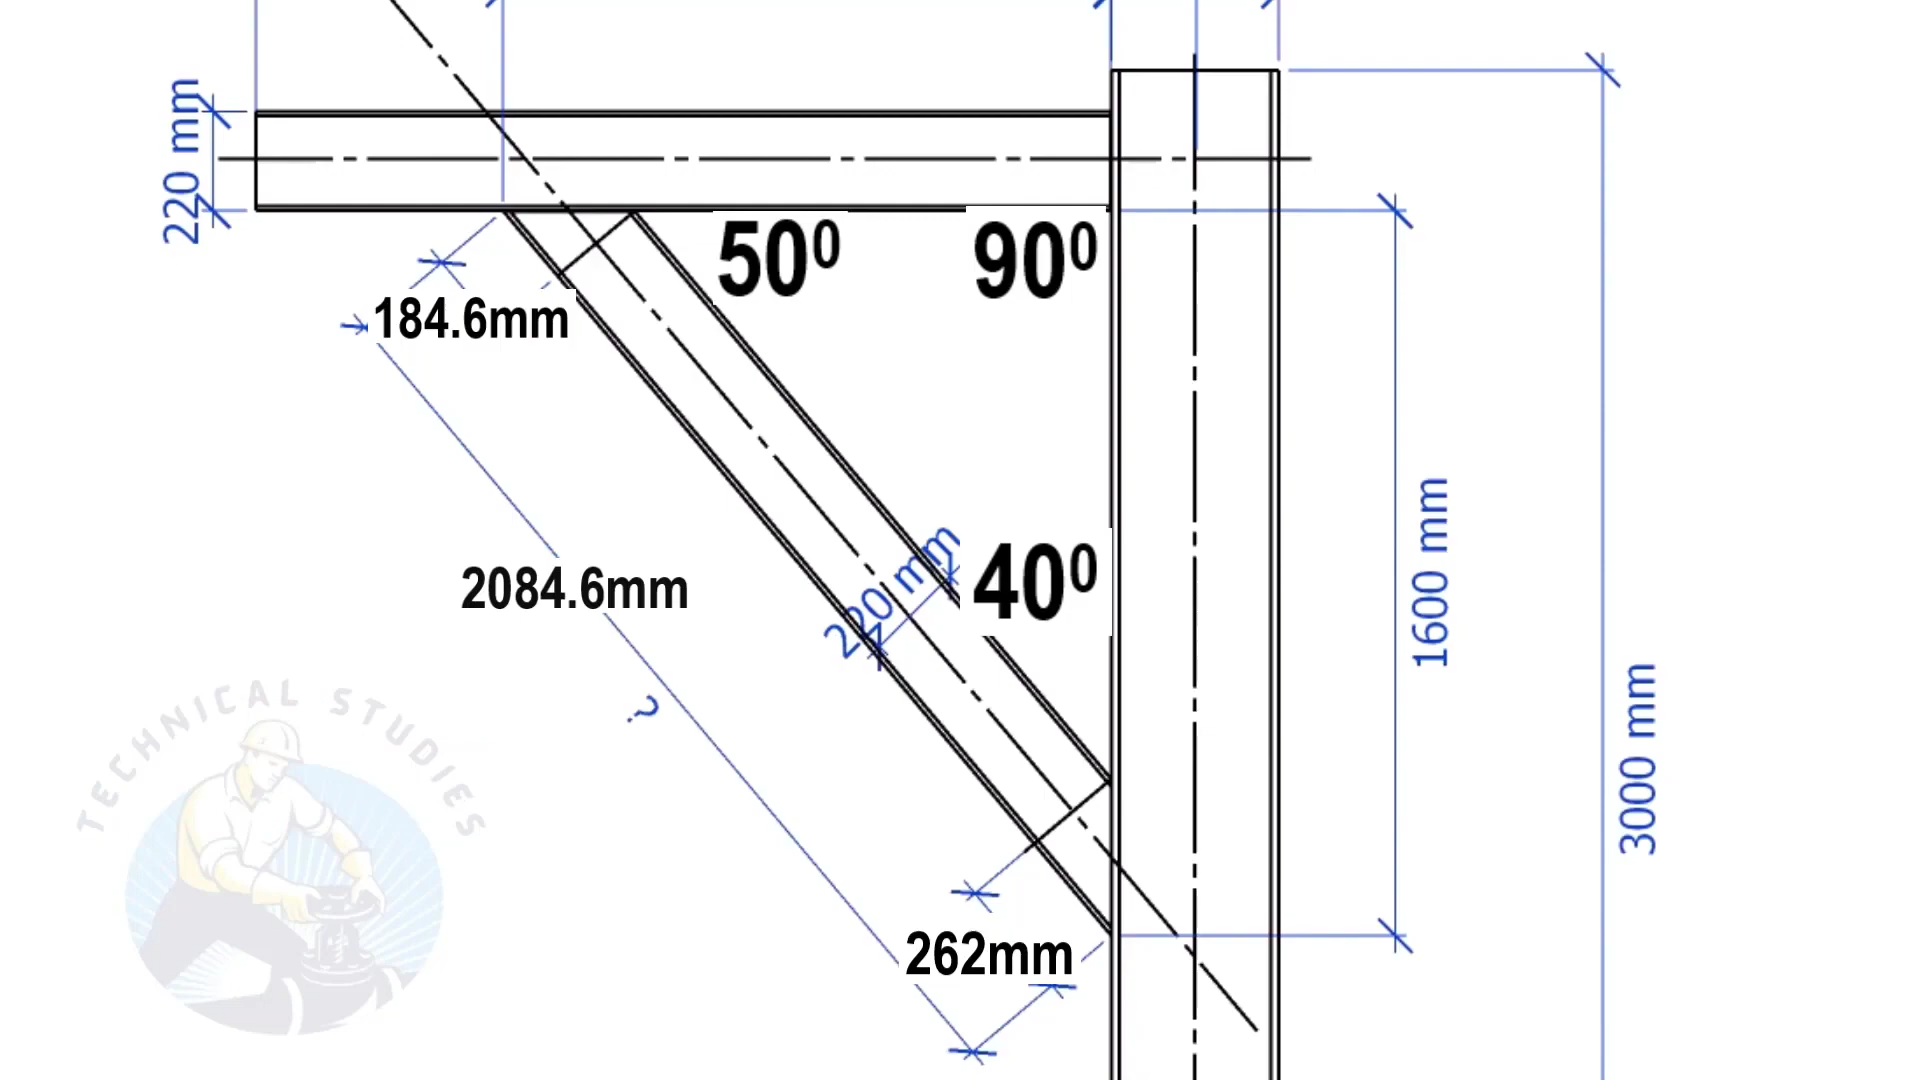 220 mm
50⁰
90⁰
184.6mm
1600 mm
220 mm
40⁰
2084.6mm
?
3000 mm
TECHNICAL STUDIES
262mm